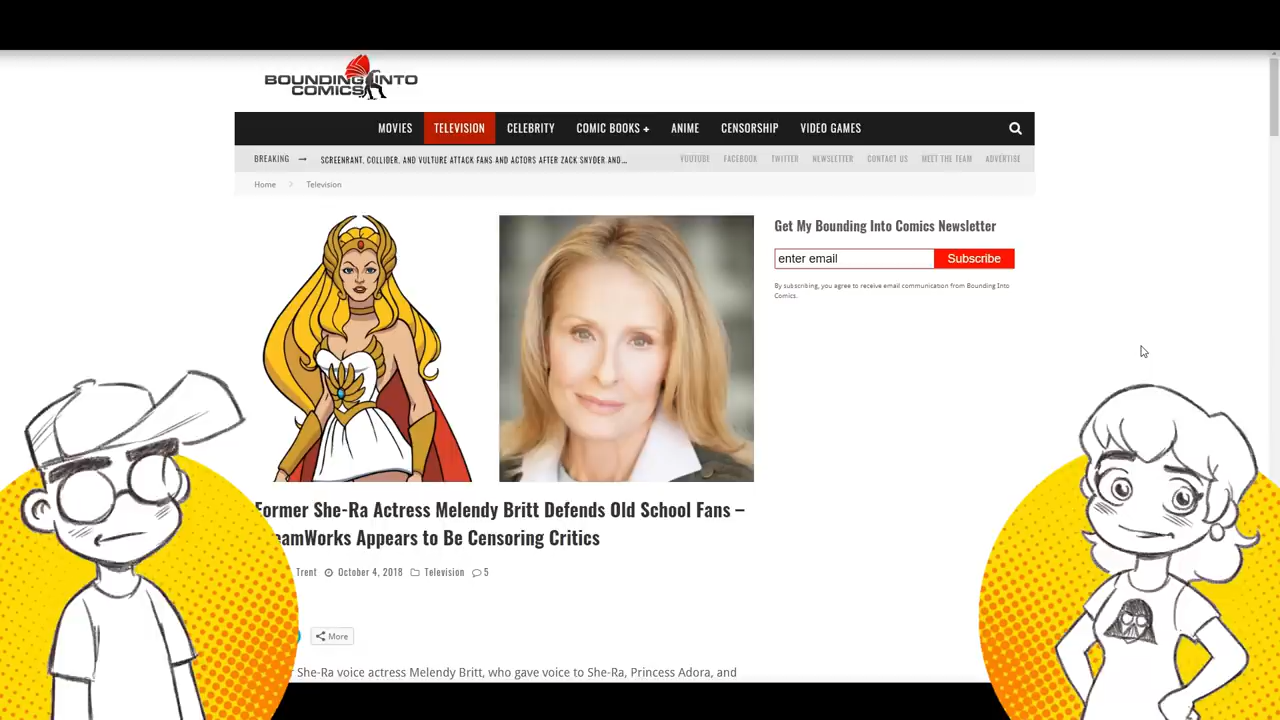 BOUNDING INTO
COMICS
MOVIES TELEVISION CELEBRITY COMIC BOOKS + ANIME CENSORSHIP VIDEO GAMES
BREAKING → SCREENRANT, COLLIDER, AND VULTURE ATTACK FANS AND ACTORS AFTER ZACK SNYDER AND... YOUTUBE FACEBOOK TWITTER NEWSLETTER CONTACT US MEET THE TEAM ADVERTISE
Home > Television
Get My Bounding Into Comics Newsletter
enter email Subscribe
By subscribing, you agree to receive email communication from Bounding Into
Comics.
Former She-Ra Actress Melendy Britt Defends Old School Fans –
eamWorks Appears to Be Censoring Critics
Trent October 4, 2018 Television 5
More
She-Ra voice actress Melendy Britt, who gave voice to She-Ra, Princess Adora, and